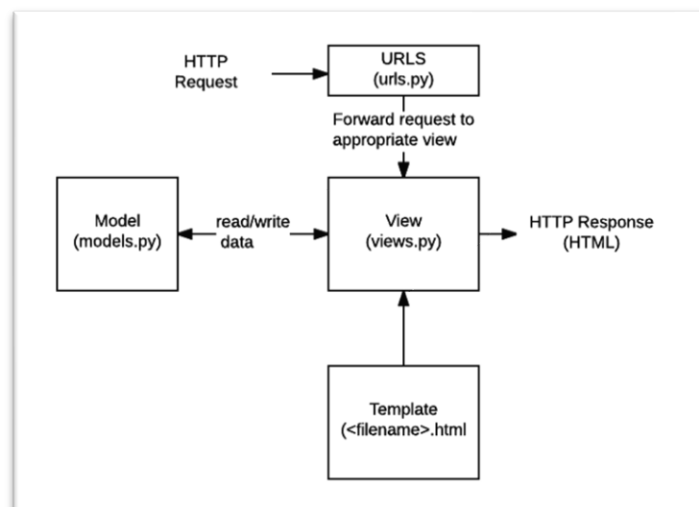 HTTP
Request
URLS
(urls.py)
Forward request to
appropriate view
Model
(models.py)
read/write
data
View
(views.py)
HTTP Response
(HTML)
Template
(<filename>.html